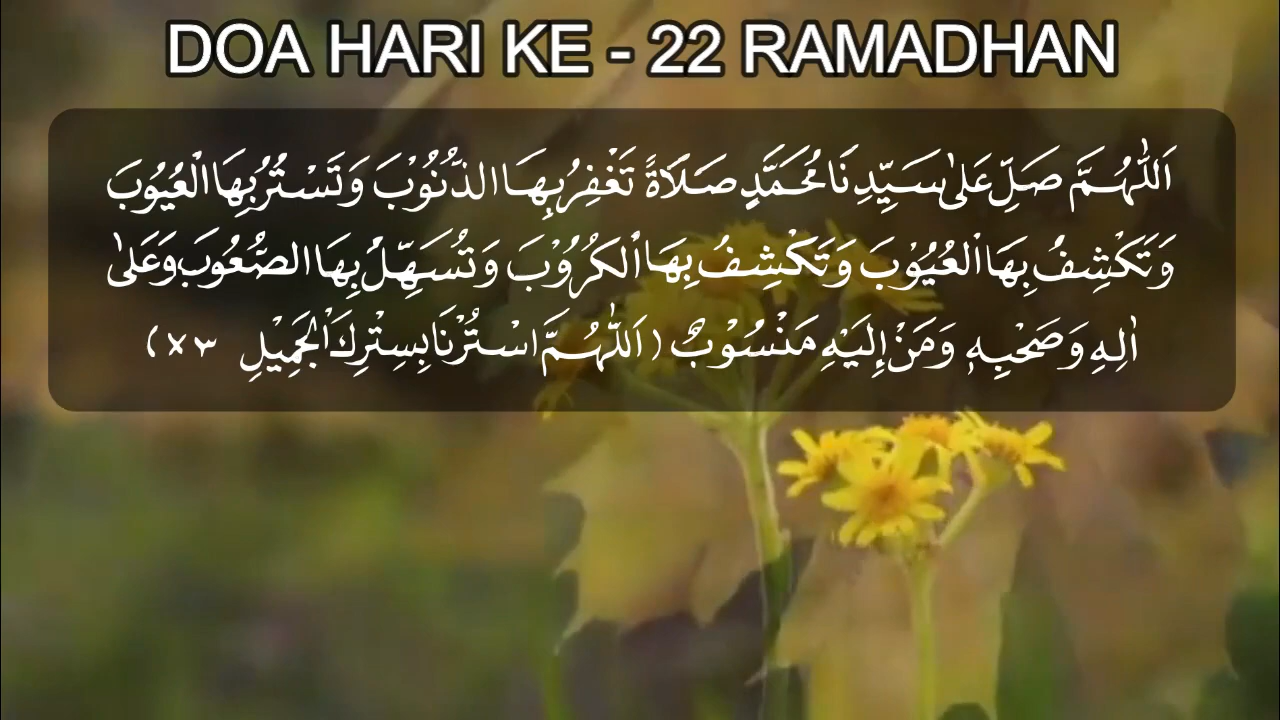 DOA HARI KE - 22 RAMADHAN
اَللّٰهُمَّ صَلِّ عَلٰى سَيِّدِنَا مُحَمَّدٍ صَلَاةً تَغْفِرُ بِهَا الذُّنُوْبَ وَتَسْتُرُبِهَا الْعُيُوْبَ
وَتَكْشِفُ بِهَا الْغُيُوْبَ وَتَكْشِفُ بِهَا الْكُرُوْبَ وَتُسَهِّلُ بِهَا الصُّعُوْبَ وَعَلٰى
اٰلِهِ وَصَحْبِهٖ وَمَنْ إِلَيْهِ مَنْسُوْبٌ (اَللّٰهُمَّ اسْتُرْنَا بِسِتْرِكَ الْجَمِيْلِ ×٣)